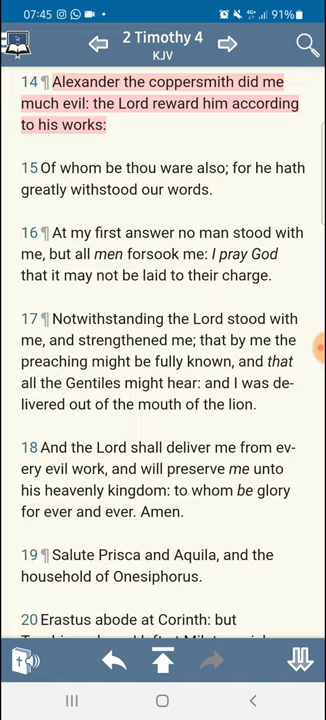 07:45
91%
2 Timothy 4
KJV
14 ¶ Alexander the coppersmith did me
much evil: the Lord reward him according
to his works:
15 Of whom be thou ware also; for he hath
greatly withstood our words.
16 ¶ At my first answer no man stood with
me, but all men forsook me: I pray God
that it may not be laid to their charge.
17 ¶ Notwithstanding the Lord stood with
me, and strengthened me; that by me the
preaching might be fully known, and that
all the Gentiles might hear: and I was de-
livered out of the mouth of the lion.
18 And the Lord shall deliver me from ev-
ery evil work, and will preserve me unto
his heavenly kingdom: to whom be glory
for ever and ever. Amen.
19 ¶ Salute Prisca and Aquila, and the
household of Onesiphorus.
20 Erastus abode at Corinth: but